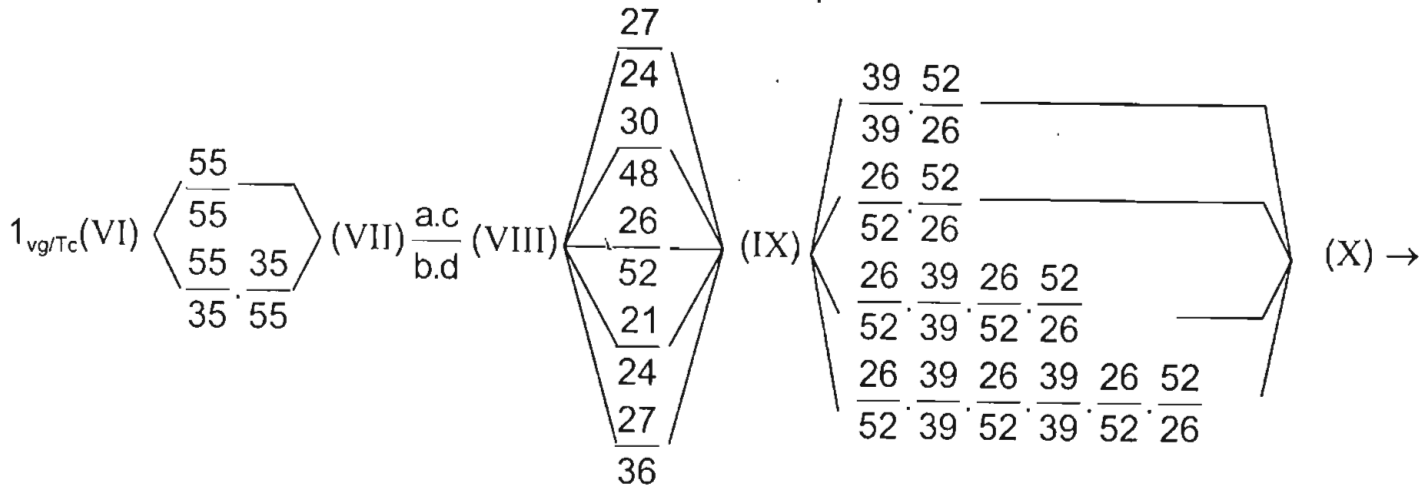 1vg/Tc(VI) 55/55 (VII) a.c/b.d (VIII) 27/24 (IX) 39/39 . 52/26 (X) →
55/35 . 35/55
30/48
26/52
21/24
27/36
26/52 . 52/26
26/52 . 39/39 . 26/52 . 52/26
26/52 . 39/39 . 26/52 . 39/39 . 26/52 . 52/26